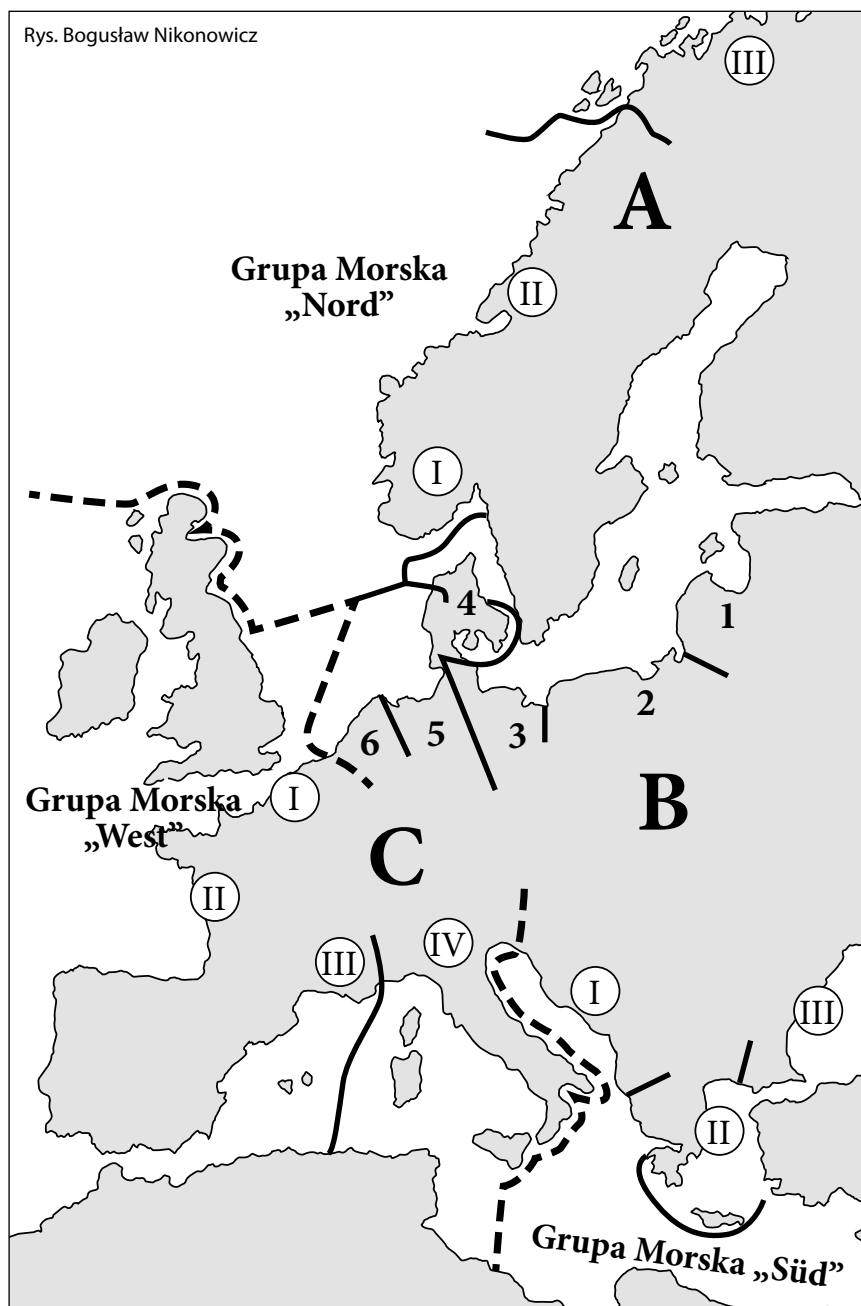 Rys. Bogusław Nikonowicz
III
A
Grupa Morska
„Nord”
II
I
4
1
2
3
5
6
Grupa Morska
„West”
I
B
C
II
IV
III
I
III
II
Grupa Morska „Süd”